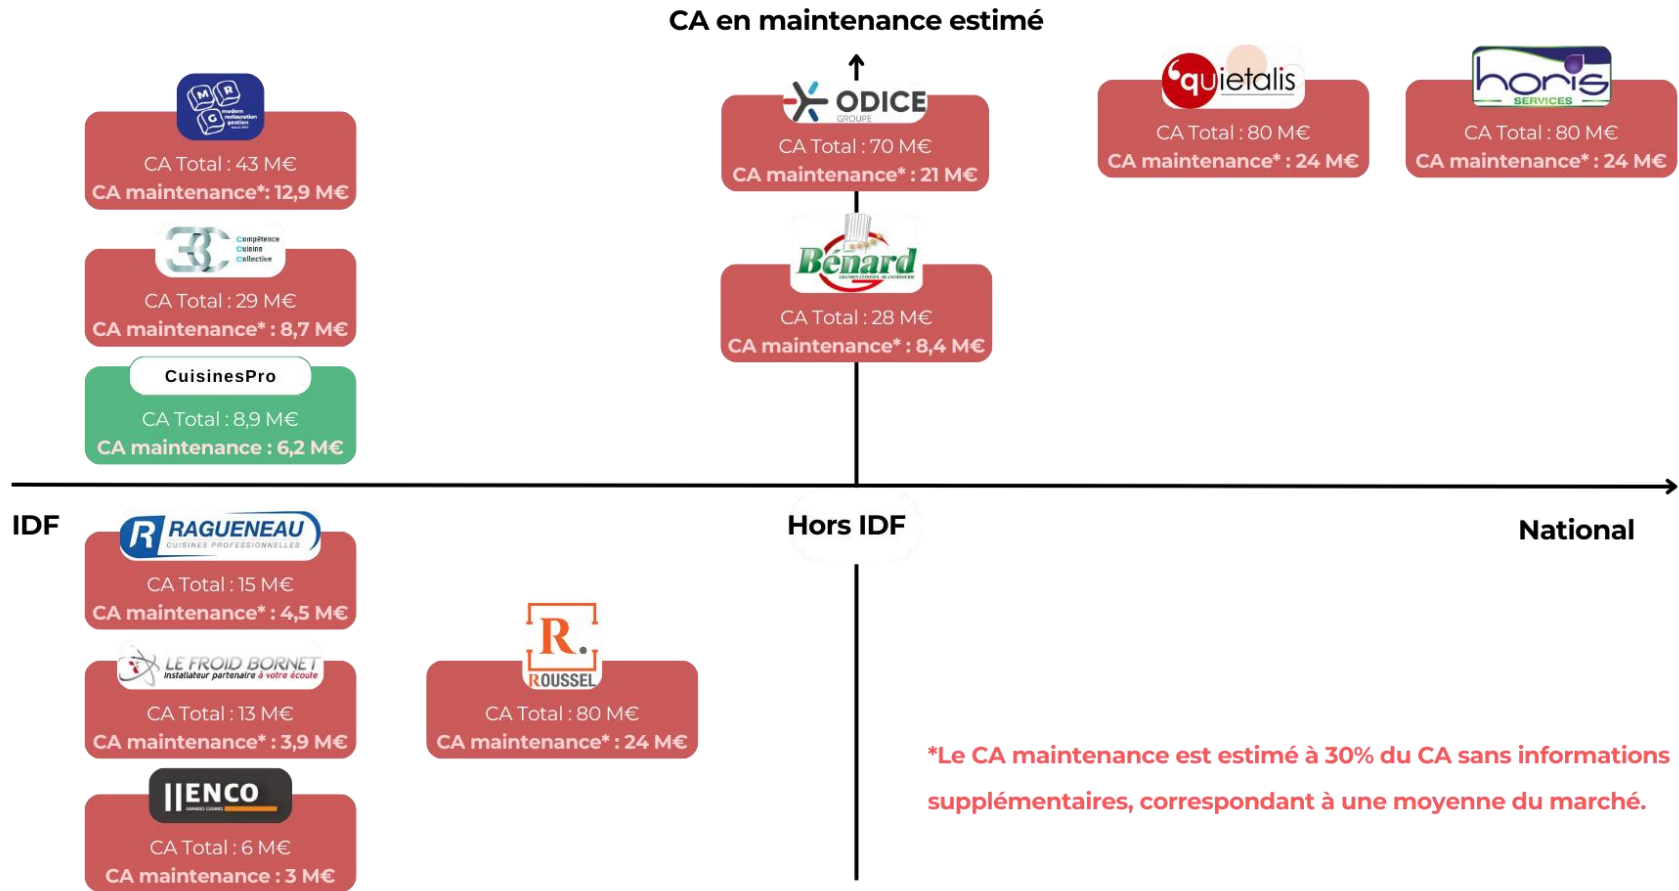 CA en maintenance estimé
M R G
modern
restauration
gestion
CA Total : 43 M€
CA maintenance*: 12,9 M€
3C
Compétence
Cuisine
Collective
CA Total : 29 M€
CA maintenance* : 8,7 M€
CuisinesPro
CA Total : 8,9 M€
CA maintenance : 6,2 M€
ODICE
GROUPE
CA Total : 70 M€
CA maintenance* : 21 M€
Bénard
GRANDES CUISINES - BLANCHISSERIE
CA Total : 28 M€
CA maintenance* : 8,4 M€
quietalis
CA Total : 80 M€
CA maintenance* : 24 M€
horis
SERVICES
CA Total : 80 M€
CA maintenance* : 24 M€
IDF
Hors IDF
National
R RAGUENEAU
CUISINES PROFESSIONNELLES
CA Total : 15 M€
CA maintenance* : 4,5 M€
LE FROID BORNET
Installateur partenaire à votre écoute
CA Total : 13 M€
CA maintenance* : 3,9 M€
ENCO
GRANDES CUISINES
CA Total : 6 M€
CA maintenance : 3 M€
R.
ROUSSEL
CA Total : 80 M€
CA maintenance* : 24 M€
*Le CA maintenance est estimé à 30% du CA sans informations
supplémentaires, correspondant à une moyenne du marché.